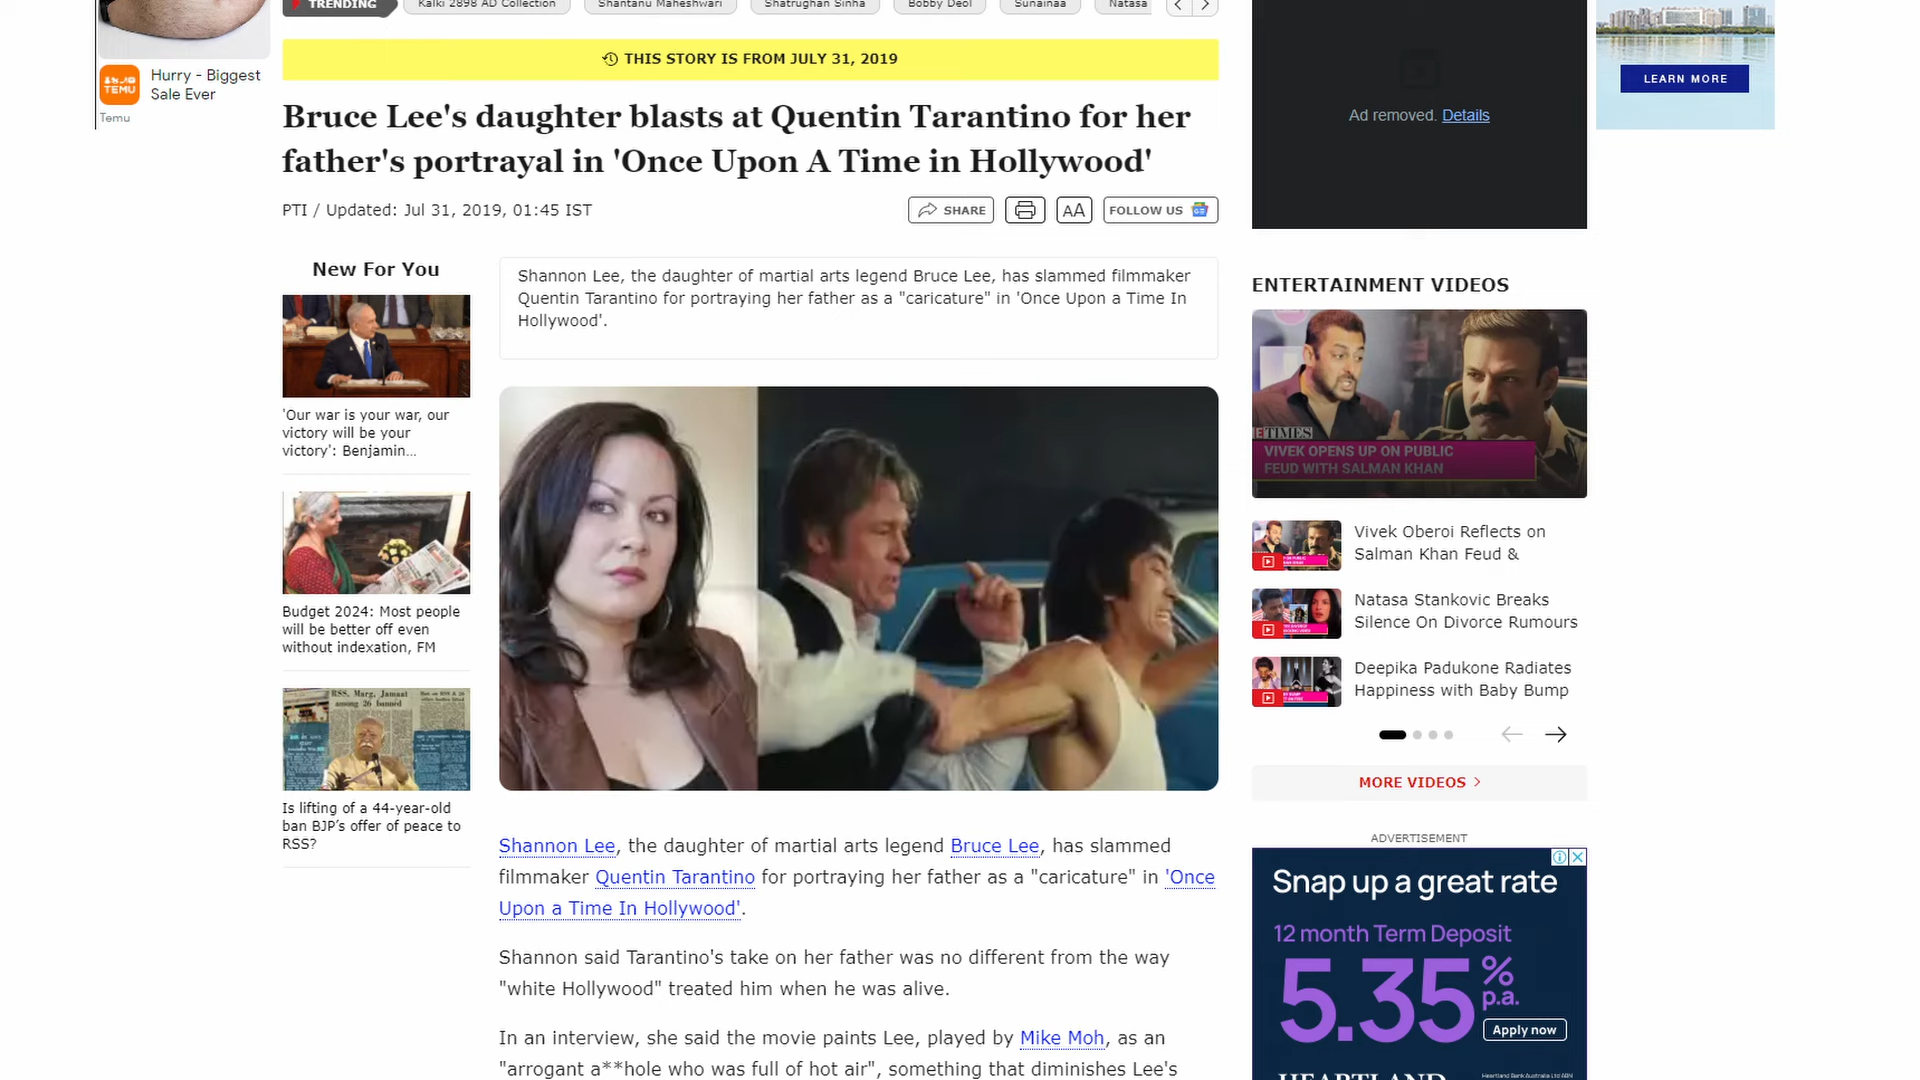 TRENDING
Kalki 2898 AD Collection
Shantanu Maheshwari
Shatrughan Sinha
Bobby Deol
Sunainaa
Natasa
TEMU
Hurry - Biggest
Sale Ever
Temu
THIS STORY IS FROM JULY 31, 2019
Bruce Lee's daughter blasts at Quentin Tarantino for her
father's portrayal in 'Once Upon A Time in Hollywood'
PTI / Updated: Jul 31, 2019, 01:45 IST
SHARE
AA
FOLLOW US
New For You
'Our war is your war, our
victory will be your
victory': Benjamin...
Budget 2024: Most people
will be better off even
without indexation, FM
RSS, Marg, Jamaat
among 26 banned
Is lifting of a 44-year-old
ban BJP’s offer of peace to
RSS?
Shannon Lee, the daughter of martial arts legend Bruce Lee, has slammed filmmaker
Quentin Tarantino for portraying her father as a "caricature" in 'Once Upon a Time In
Hollywood'.
Shannon Lee, the daughter of martial arts legend Bruce Lee, has slammed
filmmaker Quentin Tarantino for portraying her father as a "caricature" in 'Once
Upon a Time In Hollywood'.
Shannon said Tarantino's take on her father was no different from the way
"white Hollywood" treated him when he was alive.
In an interview, she said the movie paints Lee, played by Mike Moh, as an
"arrogant a**hole who was full of hot air", something that diminishes Lee's
Ad removed. Details
LEARN MORE
ENTERTAINMENT VIDEOS
ETIMES
VIVEK OPENS UP ON PUBLIC
FEUD WITH SALMAN KHAN
Vivek Oberoi Reflects on
Salman Khan Feud &
Natasa Stankovic Breaks
Silence On Divorce Rumours
Deepika Padukone Radiates
Happiness with Baby Bump
MORE VIDEOS
ADVERTISEMENT
Snap up a great rate
12 month Term Deposit
5.35% p.a.
Apply now
HEARTLAND
Heartland Bank Australia Ltd ABN